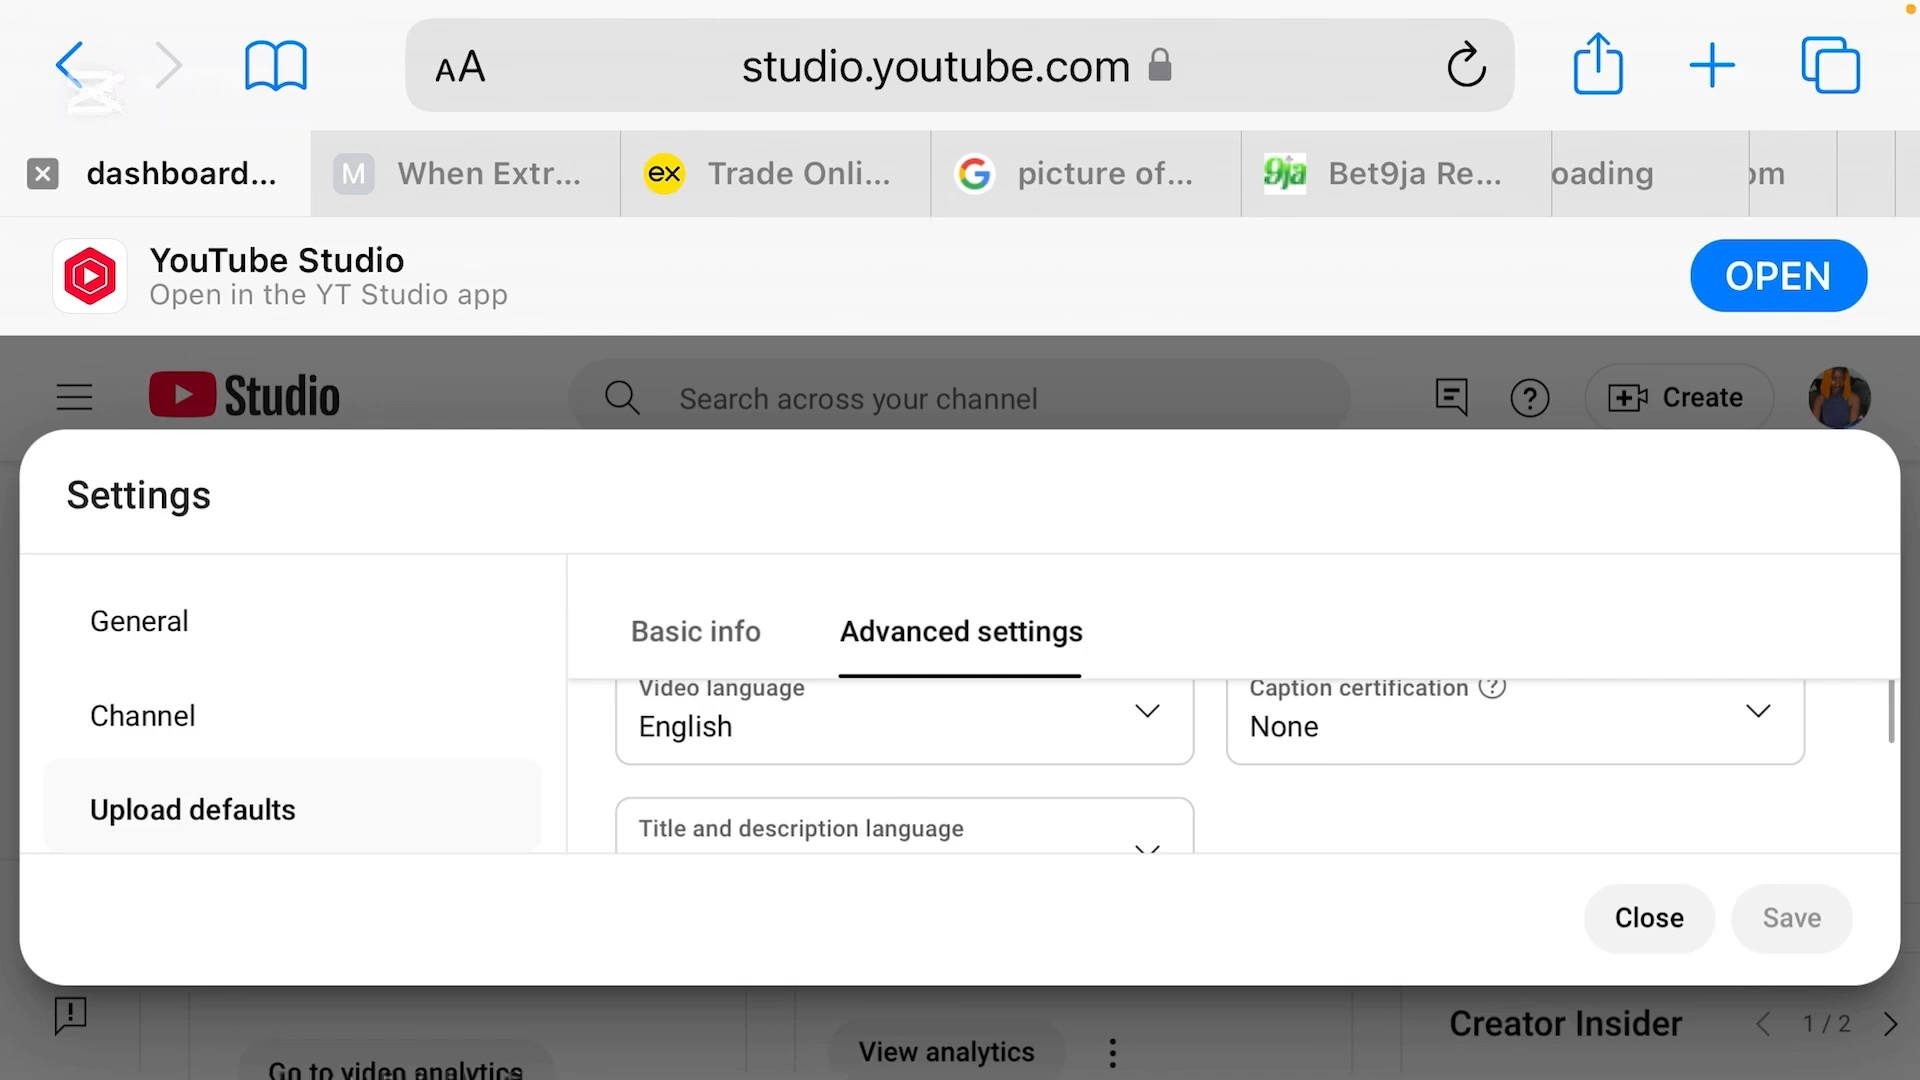 AA studio.youtube.com
dashboard... M When Extr... ex Trade Onli... G picture of... 9ja Bet9ja Re... oading om
YouTube Studio
Open in the YT Studio app
OPEN
Studio
Search across your channel
? Create
Settings
General
Channel
Upload defaults
Basic info
Advanced settings
Video language
English
Caption certification ?
None
Title and description language
Close
Save
Go to video analytics
View analytics
Creator Insider
1 / 2